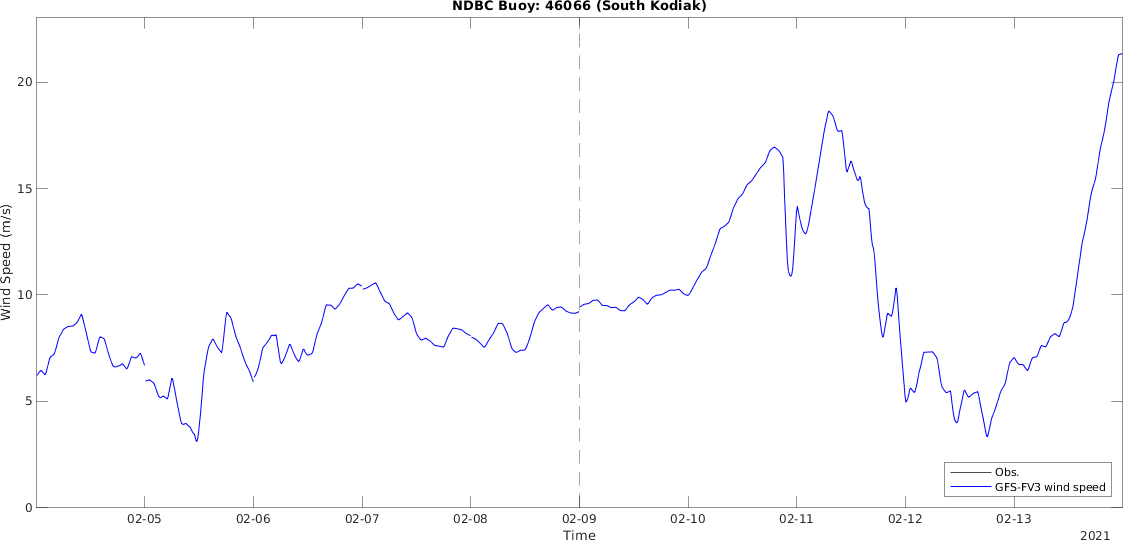 NDBC Buoy: 46066 (South Kodiak)
Wind Speed (m/s)
20
15
10
5
0
Obs.
GFS-FV3 wind speed
02-05 02-06 02-07 02-08 02-09 02-10 02-11 02-12 02-13
Time
2021